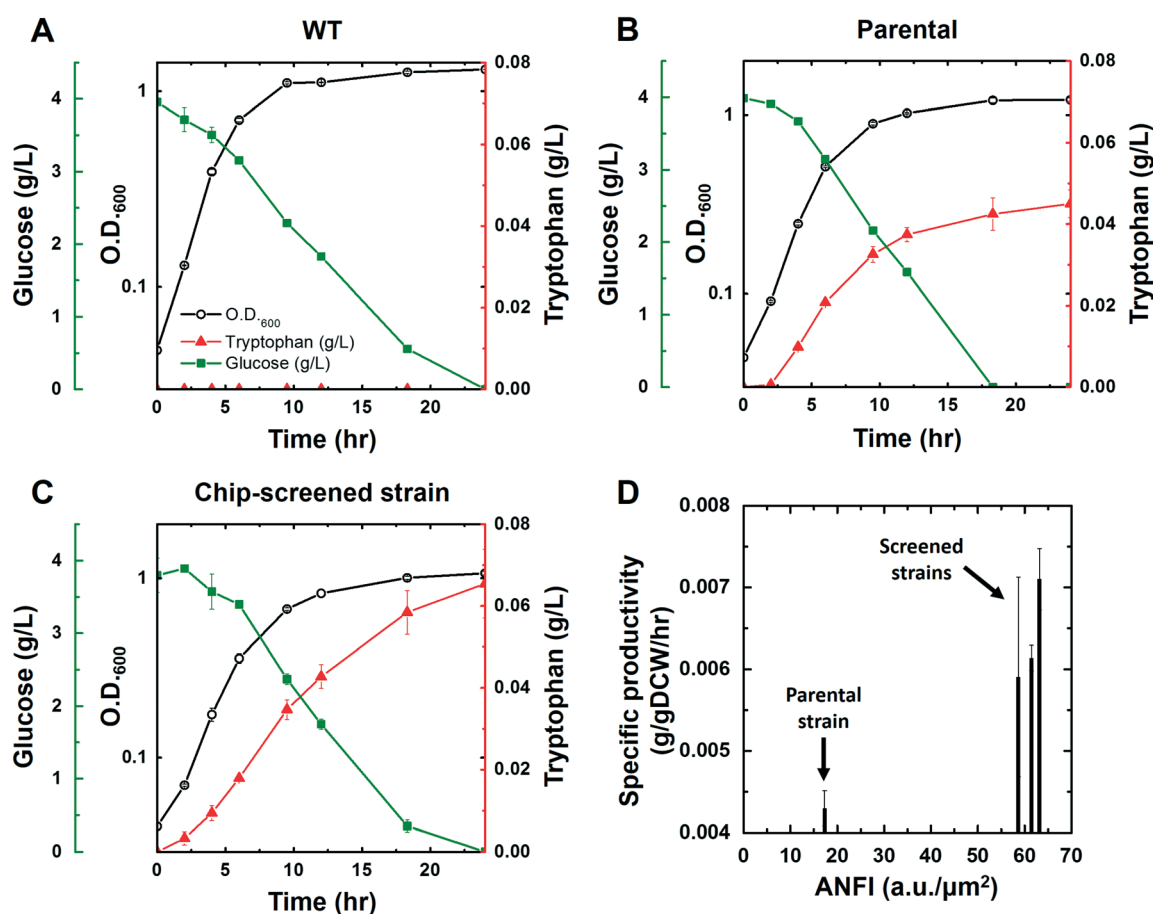 A
WT
Glucose (g/L)
4
3
2
1
0
O.D.600
1
0.1
O.D.600
Tryptophan (g/L)
Glucose (g/L)
0 5 10 15 20
Time (hr)
0.08
0.06
0.04
0.02
0.00
Tryptophan (g/L)
B
Parental
Glucose (g/L)
4
3
2
1
0
O.D.600
1
0.1
0 5 10 15 20
Time (hr)
0.08
0.06
0.04
0.02
0.00
Tryptophan (g/L)
C
Chip-screened strain
Glucose (g/L)
4
3
2
1
0
O.D.600
1
0.1
0 5 10 15 20
Time (hr)
0.08
0.06
0.04
0.02
0.00
Tryptophan (g/L)
D
Specific productivity
(g/gDCW/hr)
0.008
0.007
0.006
0.005
0.004
Screened
strains
Parental
strain
0 10 20 30 40 50 60 70
ANFI (a.u./μm²)